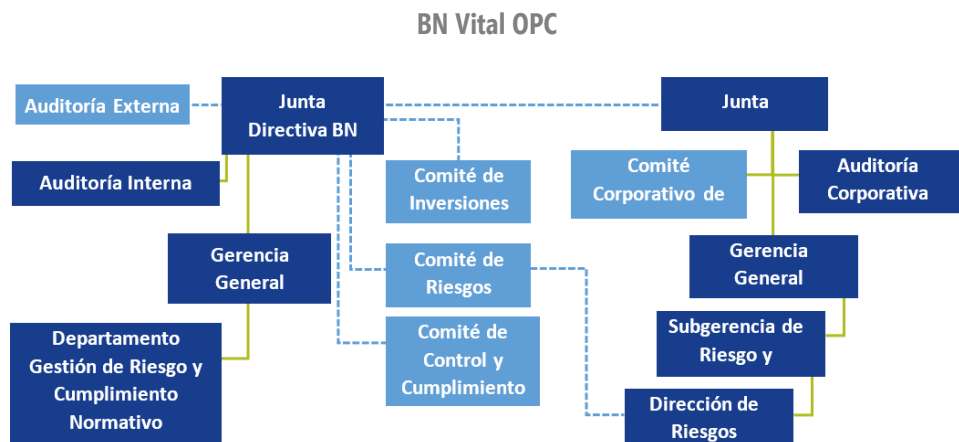 BN Vital OPC
Auditoría Externa
Junta
Directiva BN
Junta
Auditoría Interna
Comité de
Inversiones
Comité
Corporativo de
Auditoría
Corporativa
Gerencia
General
Comité de
Riesgos
Gerencia
General
Departamento
Gestión de Riesgo y
Cumplimiento
Normativo
Comité de
Control y
Cumplimiento
Subgerencia de
Riesgo y
Dirección de
Riesgos